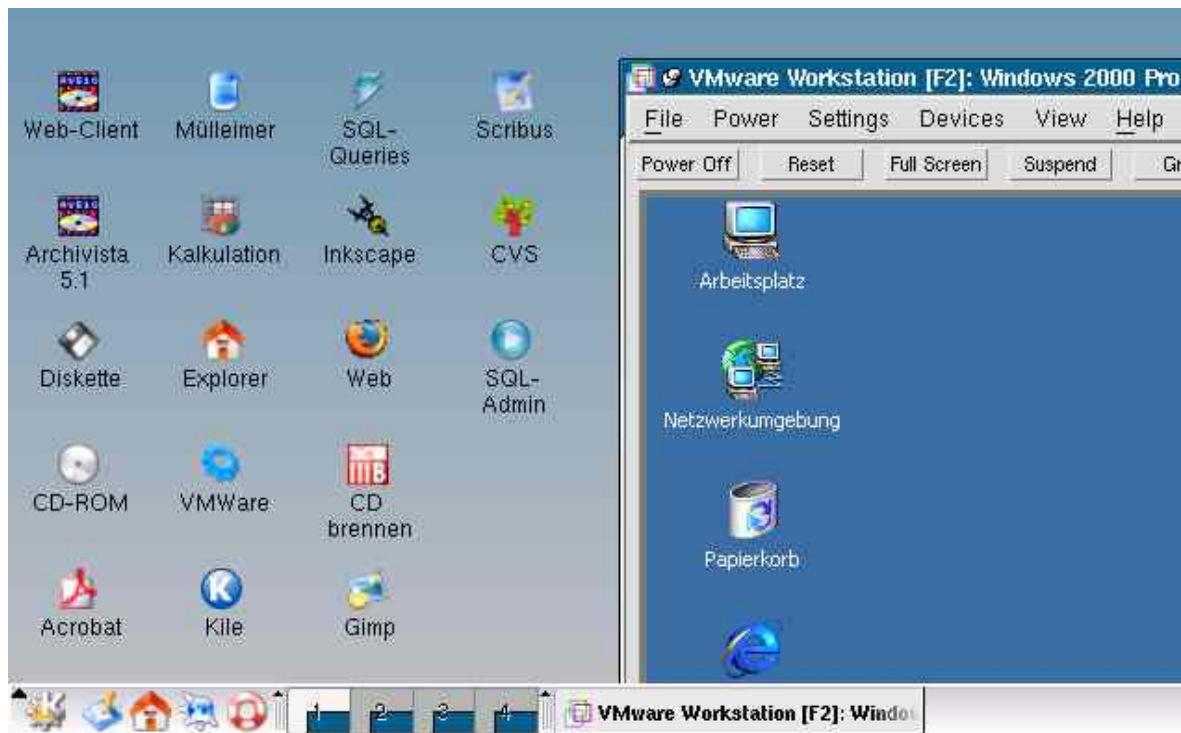 Web-Client
Mülleimer
SQL-
Queries
Scribus
Archivista
5.1
Kalkulation
Inkscape
CVS
Diskette
Explorer
Web
SQL-
Admin
CD-ROM
VMWare
CD
brennen
Acrobat
Kile
Gimp
VMware Workstation [F2]: Windows 2000 Pro
File Power Settings Devices View Help
Power Off Reset Full Screen Suspend Gr
Arbeitsplatz
Netzwerkumgebung
Papierkorb
1 2 3 4
VMware Workstation [F2]: Windo